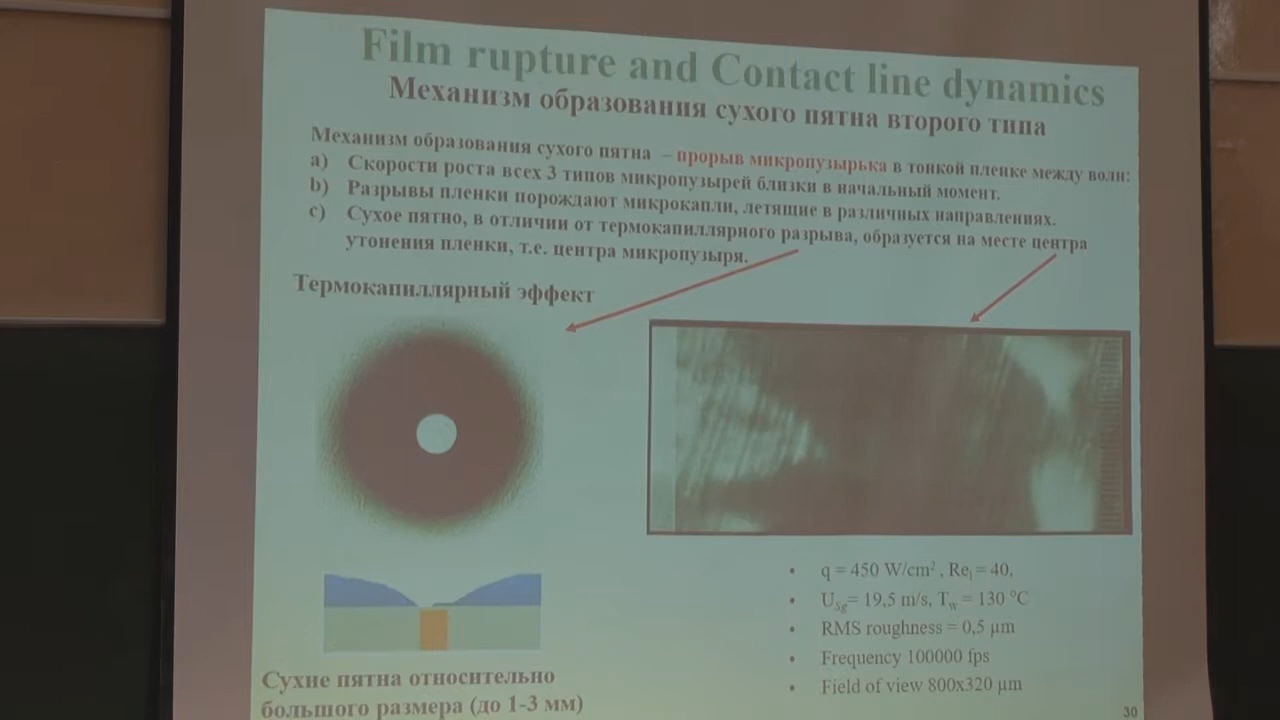 Film rupture and Contact line dynamics
Механизм образования сухого пятна второго типа
Механизм образования сухого пятна – прорыв микропузырька в тонкой пленке между волн:
a) Скорости роста всех 3 типов микропузырей близки в начальный момент.
b) Разрывы пленки порождают микрокапли, летящие в различных направлениях.
c) Сухое пятно, в отличии от термокапиллярного разрыва, образуется на месте центра
утонения пленки, т.е. центра микропузыря.
Термокапиллярный эффект
• q = 450 W/cm², Reₗ = 40,
• U_Sg = 19,5 m/s, T_w = 130 °C
• RMS roughness = 0,5 µm
• Frequency 100000 fps
• Field of view 800x320 µm
Сухие пятна относительно
большого размера (до 1-3 мм)
30